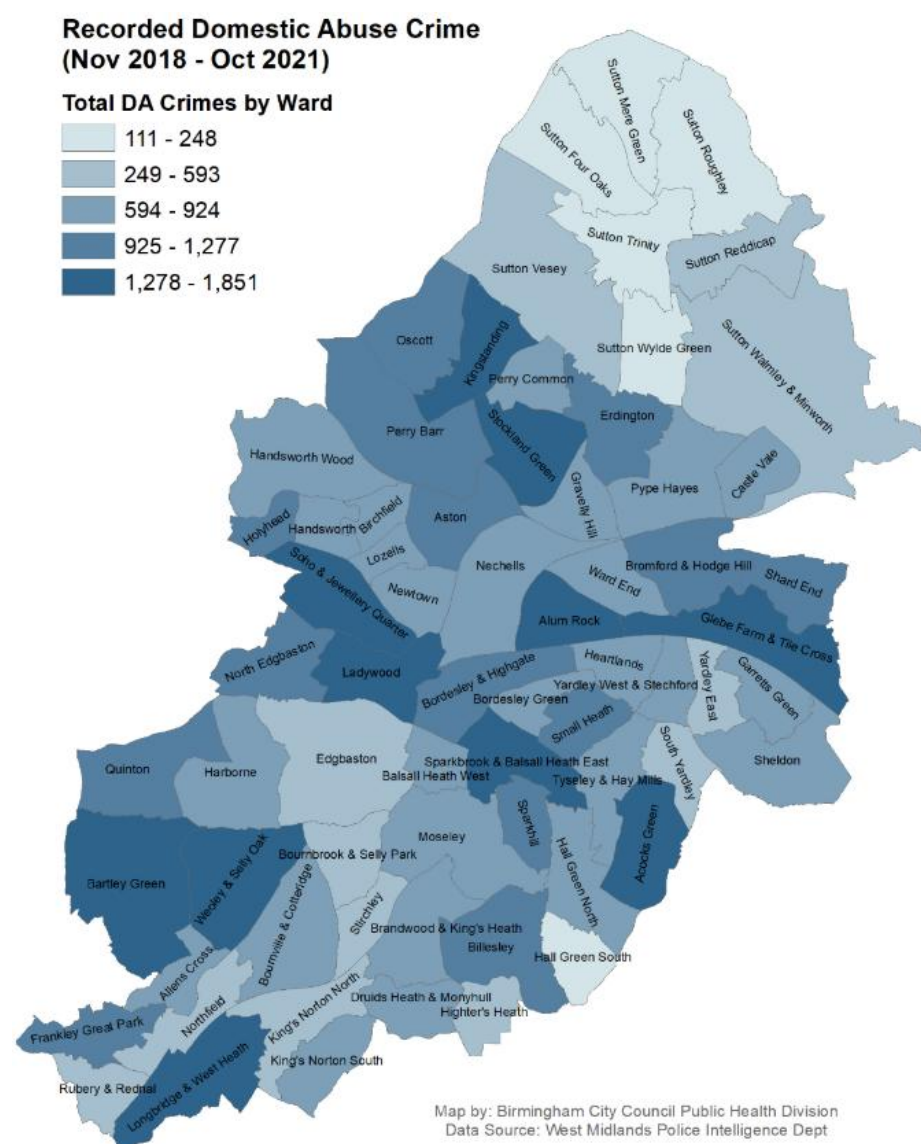 Recorded Domestic Abuse Crime
(Nov 2018 - Oct 2021)
Total DA Crimes by Ward
111 - 248
249 - 593
594 - 924
925 - 1,277
1,278 - 1,851
Sutton Mere Green
Sutton Four Oaks
Sutton Roughley
Sutton Trinity
Sutton Reddicap
Sutton Vesey
Sutton Wylde Green
Sutton Walmley & Minworth
Oscott
Kingstanding
Perry Common
Erdington
Perry Barr
Stockland Green
Handsworth Wood
Gravelly Hill
Pype Hayes
Castle Vale
Holyhead
Handsworth
Birchfield
Aston
Lozells
Soho & Jewellery Quarter
Newtown
Nechells
Ward End
Bromford & Hodge Hill
Shard End
Alum Rock
Glebe Farm & Tile Cross
North Edgbaston
Ladywood
Bordesley & Highgate
Heartlands
Bordesley Green
Yardley West & Stechford
Yardley East
Garretts Green
Small Heath
Quinton
Harborne
Edgbaston
Balsall Heath West
Sparkbrook & Balsall Heath East
Tyseley & Hay Mills
South Yardley
Sheldon
Sparkhill
Moseley
Hall Green North
Acocks Green
Bartley Green
Weoley & Selly Oak
Bournbrook & Selly Park
Bournville & Cotteridge
Stirchley
Brandwood & King's Heath
Billesley
Hall Green South
Allens Cross
Frankley Great Park
Northfield
King's Norton North
Druids Heath & Monyhull
Highter's Heath
Rubery & Rednal
Longbridge & West Heath
King's Norton South
Map by: Birmingham City Council Public Health Division
Data Source: West Midlands Police Intelligence Dept